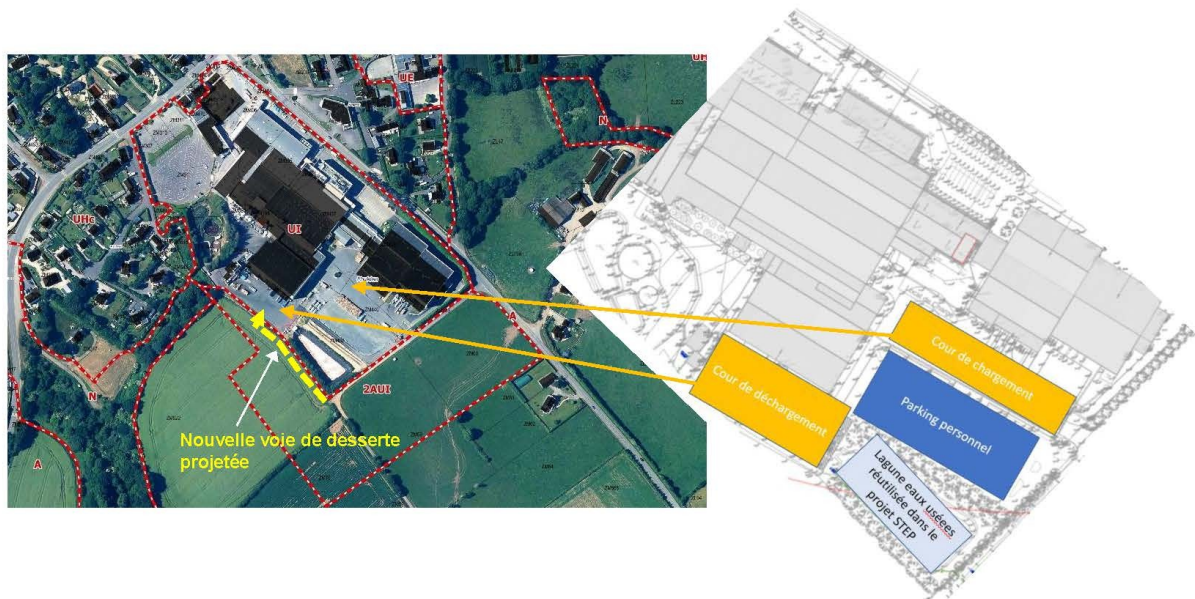 UE
N
UHc
UI
A
2AUI
N
A
Nouvelle voie de desserte
projetée
Cour de chargement
Cour de déchargement
Parking personnel
Lagune eaux usées
réutilisée dans le
projet STEP